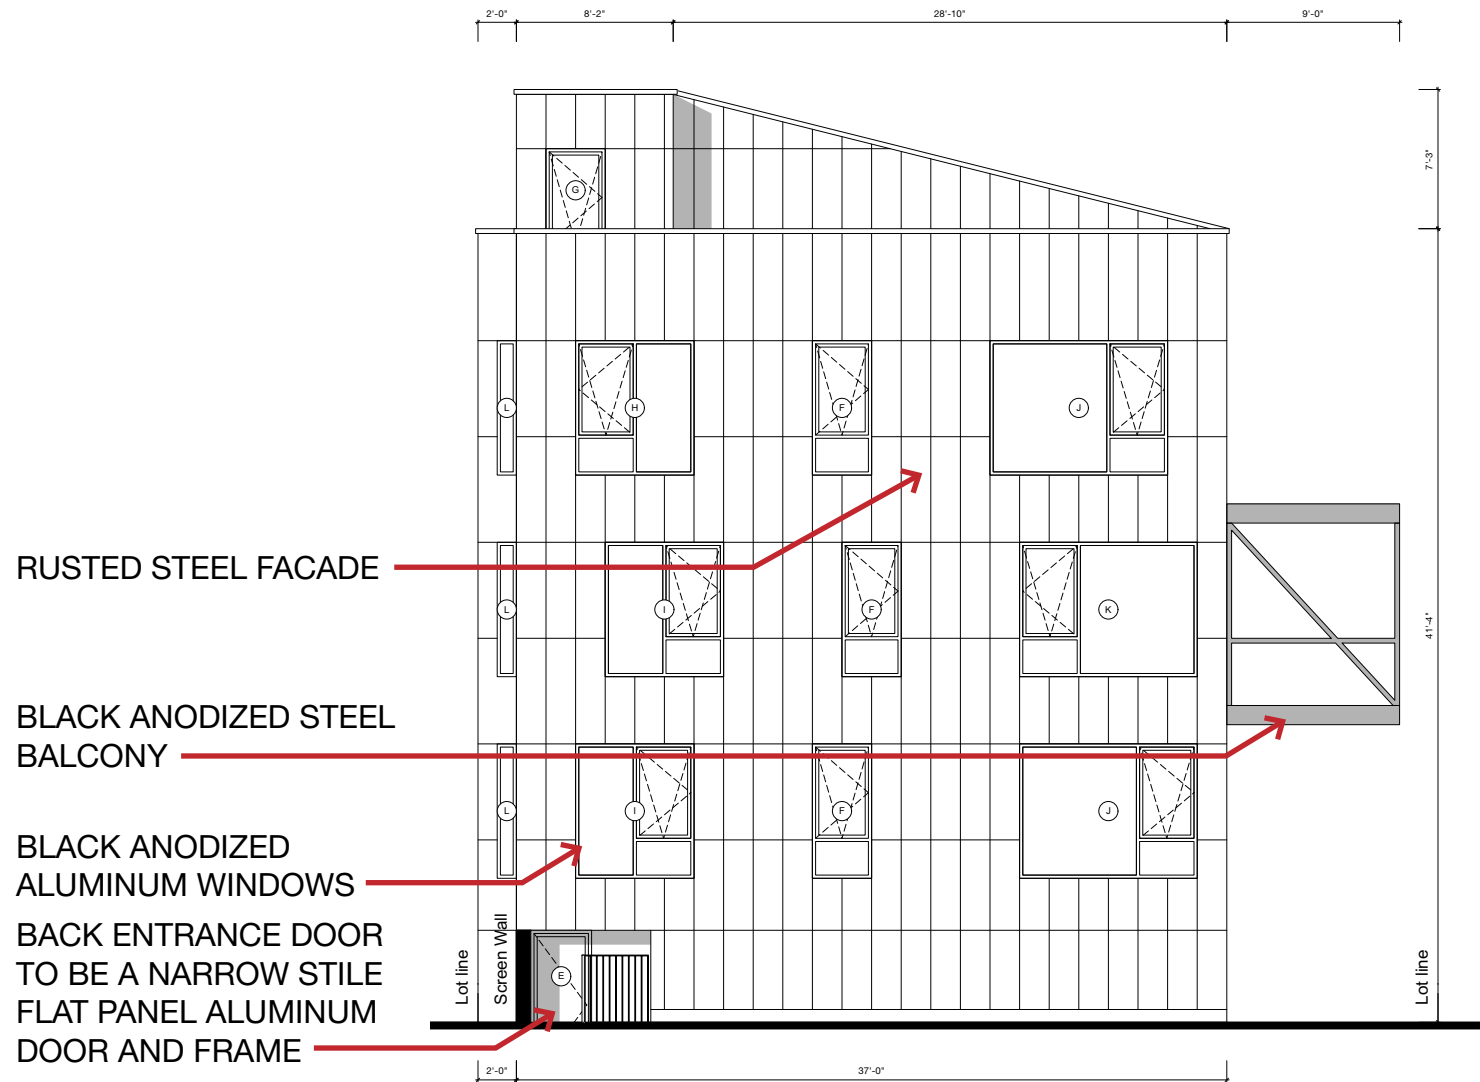 2'-0" 8'-2" 28'-10" 9'-0"
7'-3"
G
L H F J
RUSTED STEEL FACADE
L I F K
41'-4"
BLACK ANODIZED STEEL
BALCONY
L I F J
BLACK ANODIZED
ALUMINUM WINDOWS
BACK ENTRANCE DOOR
TO BE A NARROW STILE
FLAT PANEL ALUMINUM
DOOR AND FRAME
Lot line
Screen Wall
E
Lot line
2'-0" 37'-0"